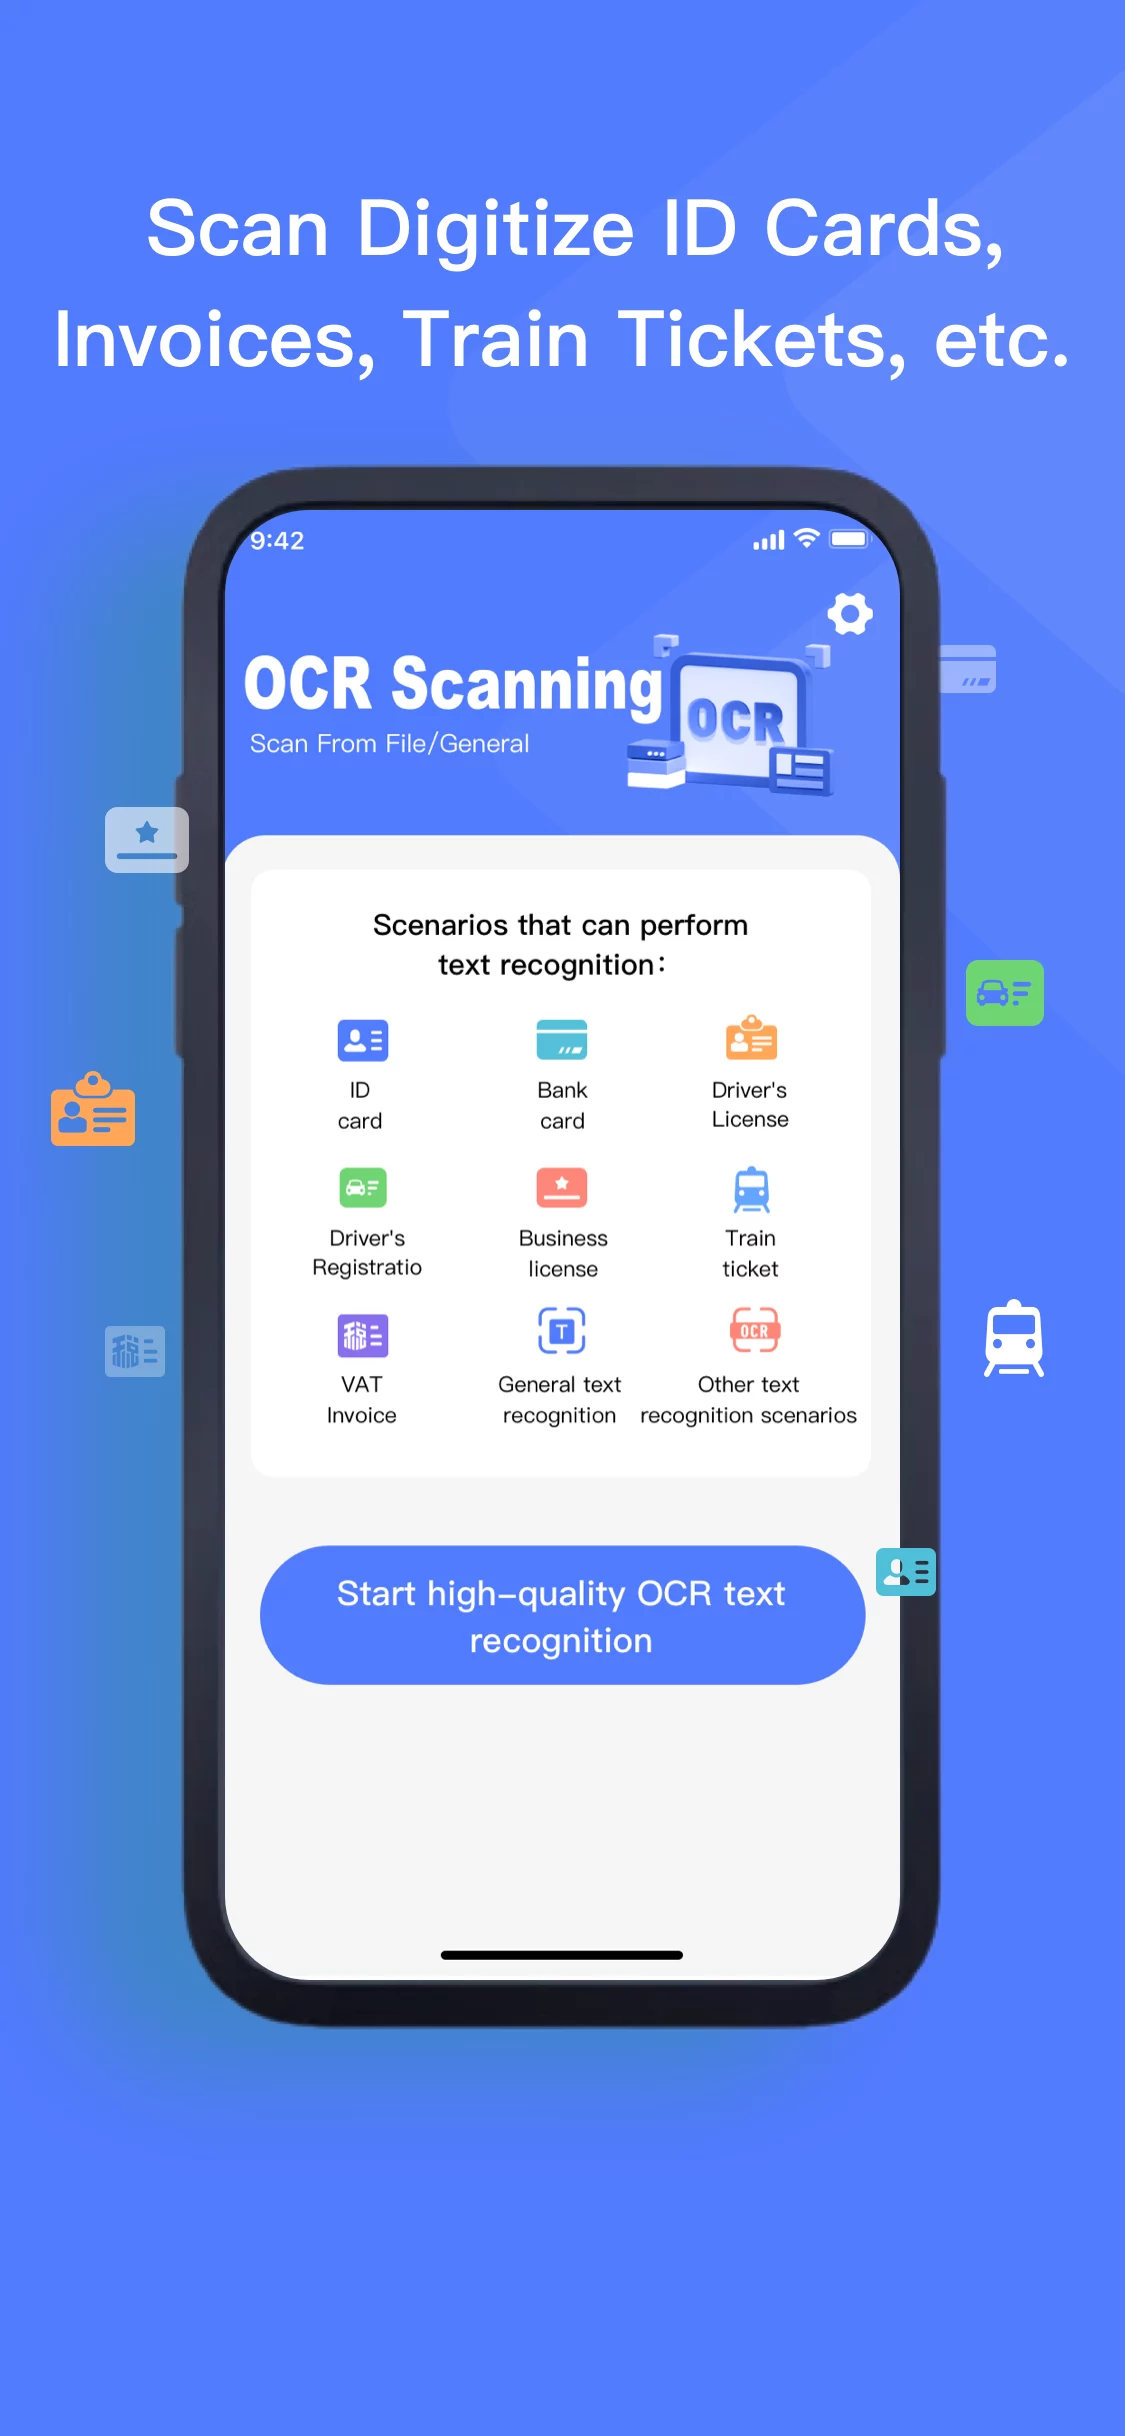 Scan Digitize ID Cards,
Invoices, Train Tickets, etc.
9:42
OCR Scanning
OCR
Scan From File/General
Scenarios that can perform
text recognition：
ID
card
Bank
card
Driver's
License
Driver's
Registratio
Business
license
Train
ticket
税
VAT
Invoice
T
General text
recognition
OCR
Other text
recognition scenarios
税
Start high–quality OCR text
recognition